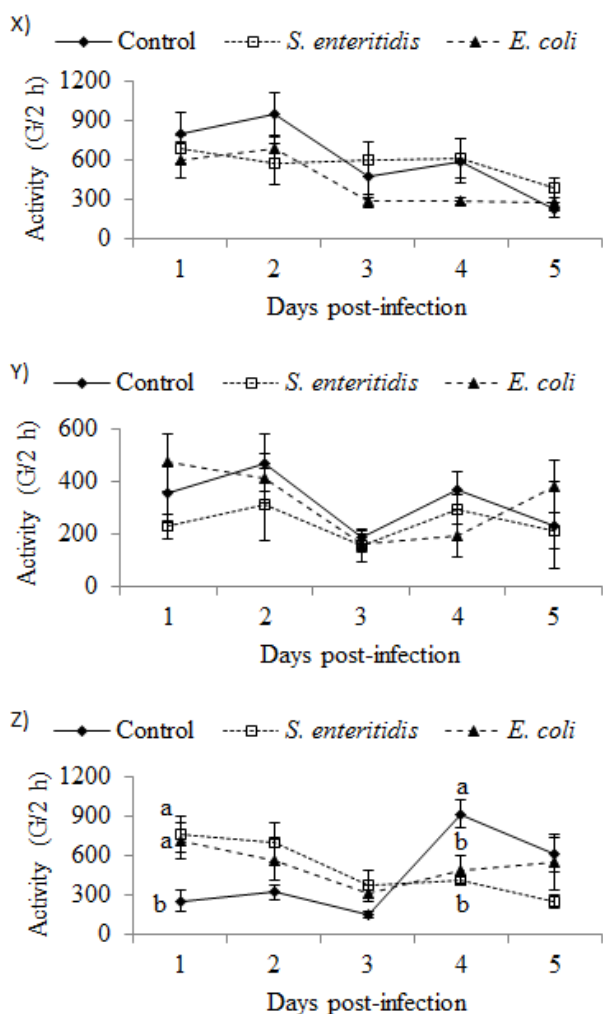 X)
Control S. enteritidis E. coli
Activity (G/2 h)
1200
900
600
300
0
1 2 3 4 5
Days post-infection
Y)
Control S. enteritidis E. coli
Activity (G/2 h)
600
400
200
0
1 2 3 4 5
Days post-infection
Z)
Control S. enteritidis E. coli
Activity (G/2 h)
1200
900
600
300
0
a
a
b
a
b
b
1 2 3 4 5
Days post-infection